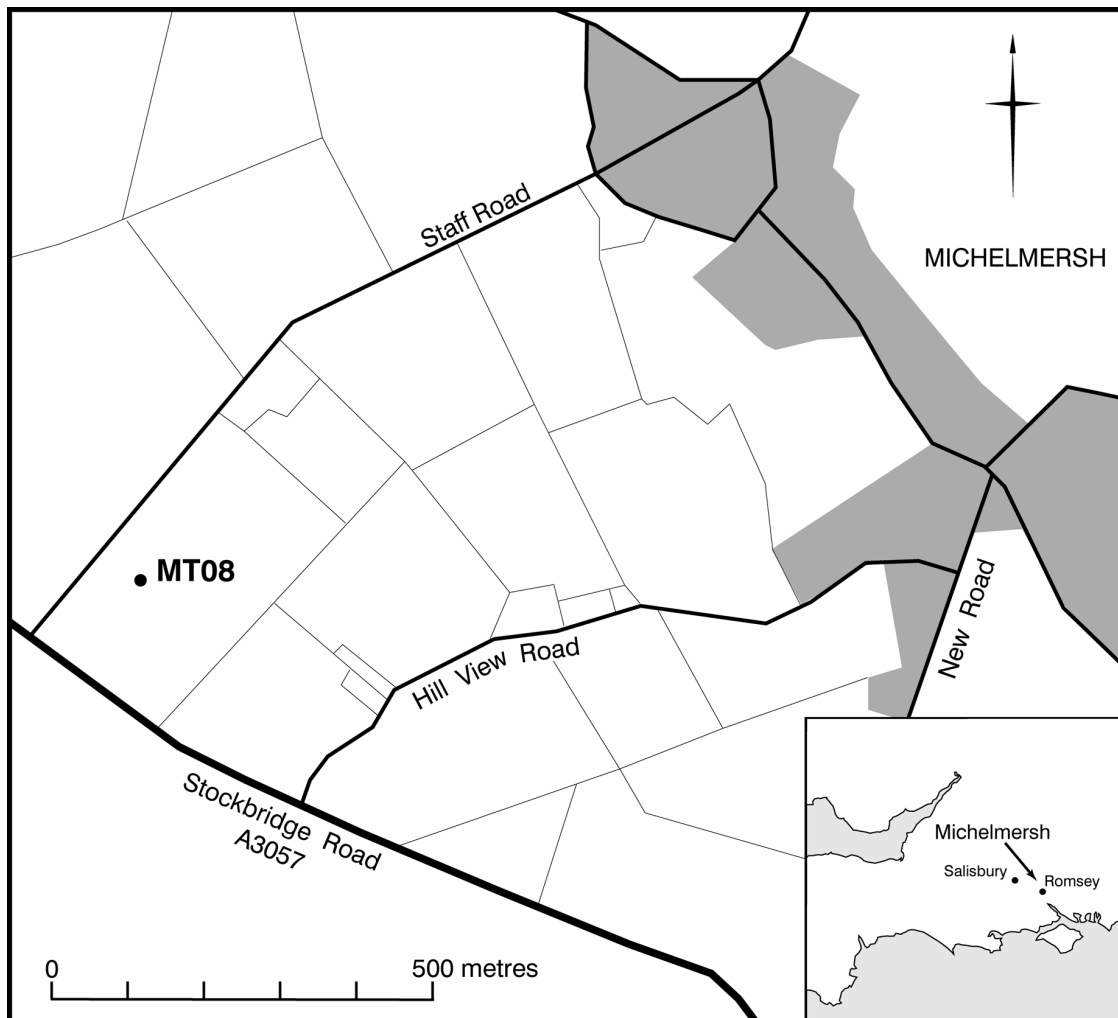 Staff Road
MICHELMERSH
MT08
Hill View Road
New Road
Stockbridge Road
A3057
0 500 metres
Michelmersh
Salisbury
Romsey